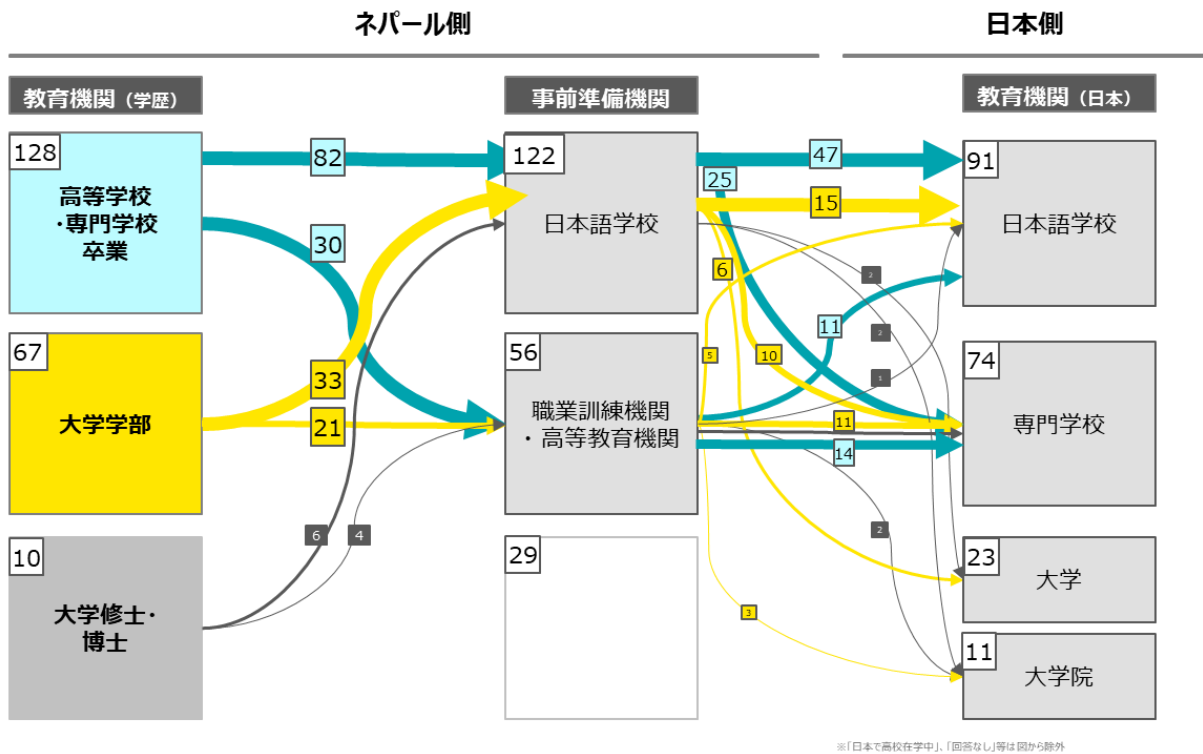 ネパール側
日本側
教育機関（学歴）
事前準備機関
教育機関（日本）
128
高等学校
・専門学校
卒業
82
30
122
日本語学校
47
25
15
91
日本語学校
6
2
2
11
67
大学学部
33
21
56
職業訓練機関
・高等教育機関
5
10
1
74
専門学校
11
14
10
大学修士・
博士
6
4
29
2
3
23
大学
11
大学院
※「日本で高校在学中」、「回答なし」等は図から除外